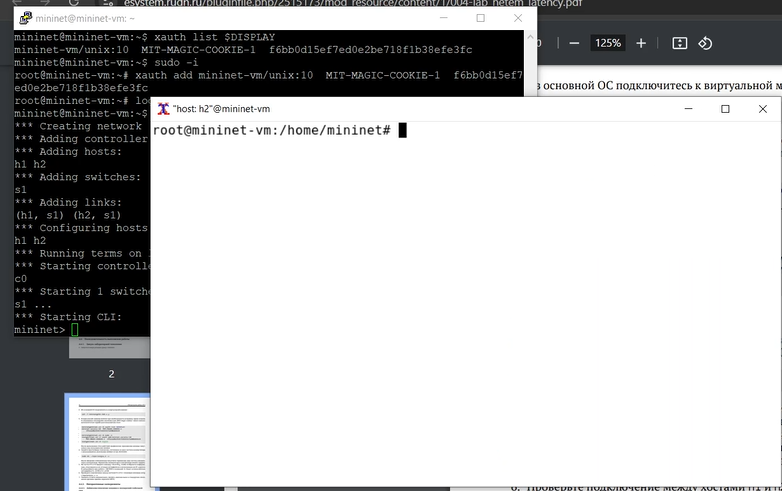 esystem.rudn.ru/pluginfile.php/2515173/mod_resource/content/1/004-lab_netem_latency.pdf
mininet@mininet-vm: ~
125%
mininet@mininet-vm:~$ xauth list $DISPLAY
mininet-vm/unix:10  MIT-MAGIC-COOKIE-1  f6bb0d15ef7ed0e2be718f1b38efe3fc
mininet@mininet-vm:~$ sudo -i
root@mininet-vm:~# xauth add mininet-vm/unix:10  MIT-MAGIC-COOKIE-1  f6bb0d15ef7
ed0e2be718f1b38efe3fc
root@mininet-vm:~# lo
mininet@mininet-vm:~$
*** Creating network
*** Adding controller
*** Adding hosts:
h1 h2
*** Adding switches:
s1
*** Adding links:
(h1, s1) (h2, s1)
*** Configuring hosts
h1 h2
*** Running terms on
*** Starting controlle
c0
*** Starting 1 switche
s1 ...
*** Starting CLI:
mininet>
в основной ОС подключитесь к виртуальной м
"host: h2"@mininet-vm
root@mininet-vm:/home/mininet#
2
6. Проверьте подключение между хостами h1 и